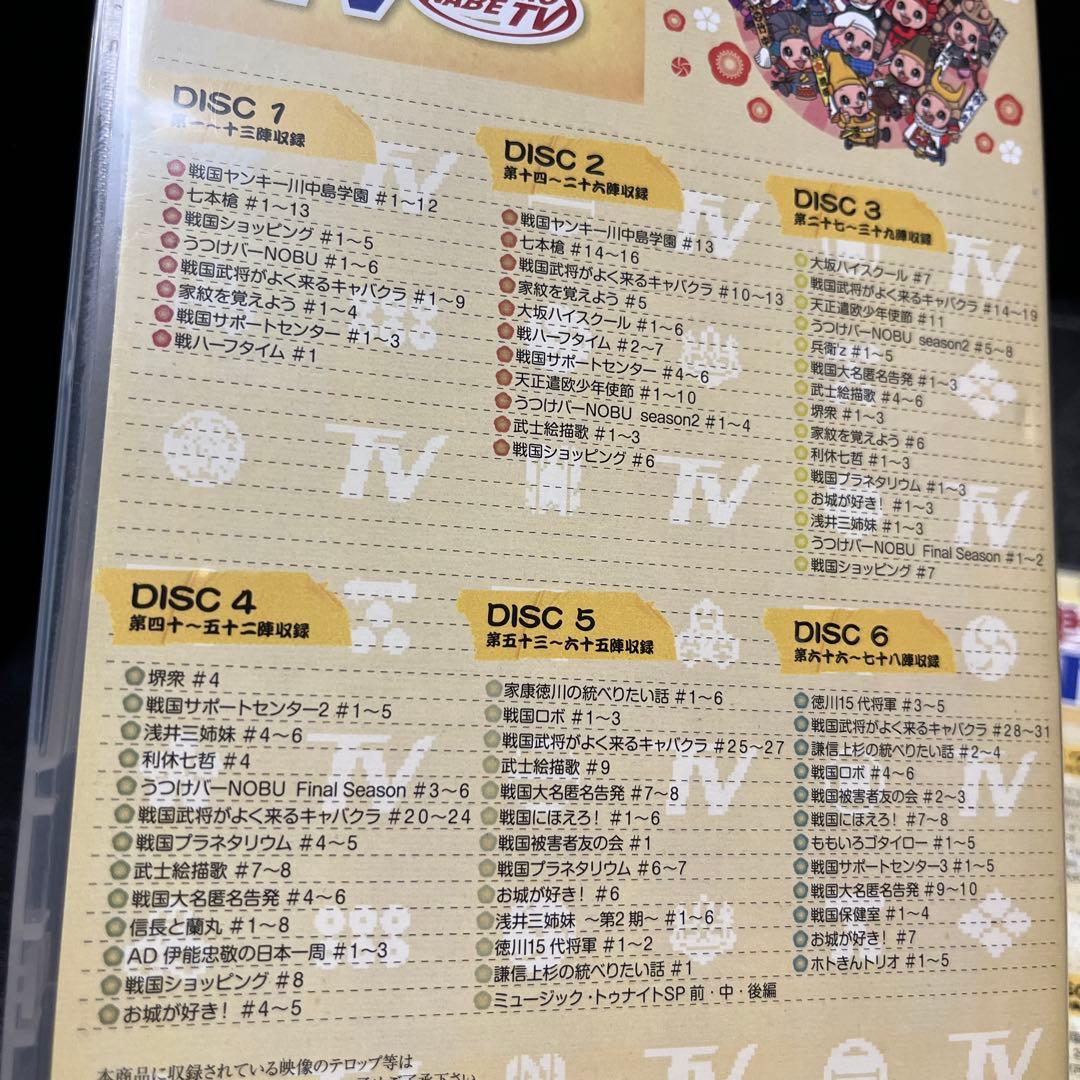 TV
NABE TV
DISC 1
第一～十三陣収録
戦国ヤンキー川中島学園 #1～12
七本槍 #1～13
戦国ショッピング #1～5
うつけバーNOBU #1～6
戦国武将がよく来るキャバクラ #1～9
家紋を覚えよう #1～4
戦国サポートセンター #1～3
戦ハーフタイム #1
DISC 2
第十四～二十六陣収録
戦国ヤンキー川中島学園 #13
七本槍 #14～16
戦国武将がよく来るキャバクラ #10～13
家紋を覚えよう #5
大坂ハイスクール #1～6
戦ハーフタイム #2～7
戦国サポートセンター #4～6
天正遣欧少年使節 #1～10
うつけバーNOBU season2 #1～4
武士絵描歌 #1～3
戦国ショッピング #6
DISC 3
第二十七～三十九陣収録
大坂ハイスクール #7
戦国武将がよく来るキャバクラ #14～19
天正遣欧少年使節 #11
うつけバーNOBU season2 #5～8
兵衛'z #1～5
戦国大名匿名告発 #1～3
武士絵描歌 #4～6
堺衆 #1～3
家紋を覚えよう #6
利休七哲 #1～3
戦国プラネタリウム #1～3
お城が好き! #1～3
浅井三姉妹 #1～3
うつけバーNOBU Final Season #1～2
戦国ショッピング #7
DISC 4
第四十～五十二陣収録
堺衆 #4
戦国サポートセンター2 #1～5
浅井三姉妹 #4～6
利休七哲 #4
うつけバーNOBU Final Season #3～6
戦国武将がよく来るキャバクラ #20～24
戦国プラネタリウム #4～5
武士絵描歌 #7～8
戦国大名匿名告発 #4～6
信長と蘭丸 #1～8
AD 伊能忠敬の日本一周 #1～3
戦国ショッピング #8
お城が好き! #4～5
DISC 5
第五十三～六十五陣収録
家康徳川の統べりたい話 #1～6
戦国ロボ #1～3
戦国武将がよく来るキャバクラ #25～27
武士絵描歌 #9
戦国大名匿名告発 #7～8
戦国にほえろ! #1～6
戦国被害者友の会 #1
戦国プラネタリウム #6～7
お城が好き! #6
浅井三姉妹 ～第2期～ #1～6
徳川15代将軍 #1～2
謙信上杉の統べりたい話 #1
ミュージック・トゥナイトSP 前・中・後編
DISC 6
第六十六～七十八陣収録
徳川15代将軍 #3～5
戦国武将がよく来るキャバクラ #28～31
謙信上杉の統べりたい話 #2～4
戦国ロボ #4～6
戦国被害者友の会 #2～3
戦国にほえろ! #7～8
ももいろゴタイロー #1～5
戦国サポートセンター3 #1～5
戦国大名匿名告発 #9～10
戦国保健室 #1～4
お城が好き! #7
ホトきんトリオ #1～5
本商品に収録されている映像のテロップ等は